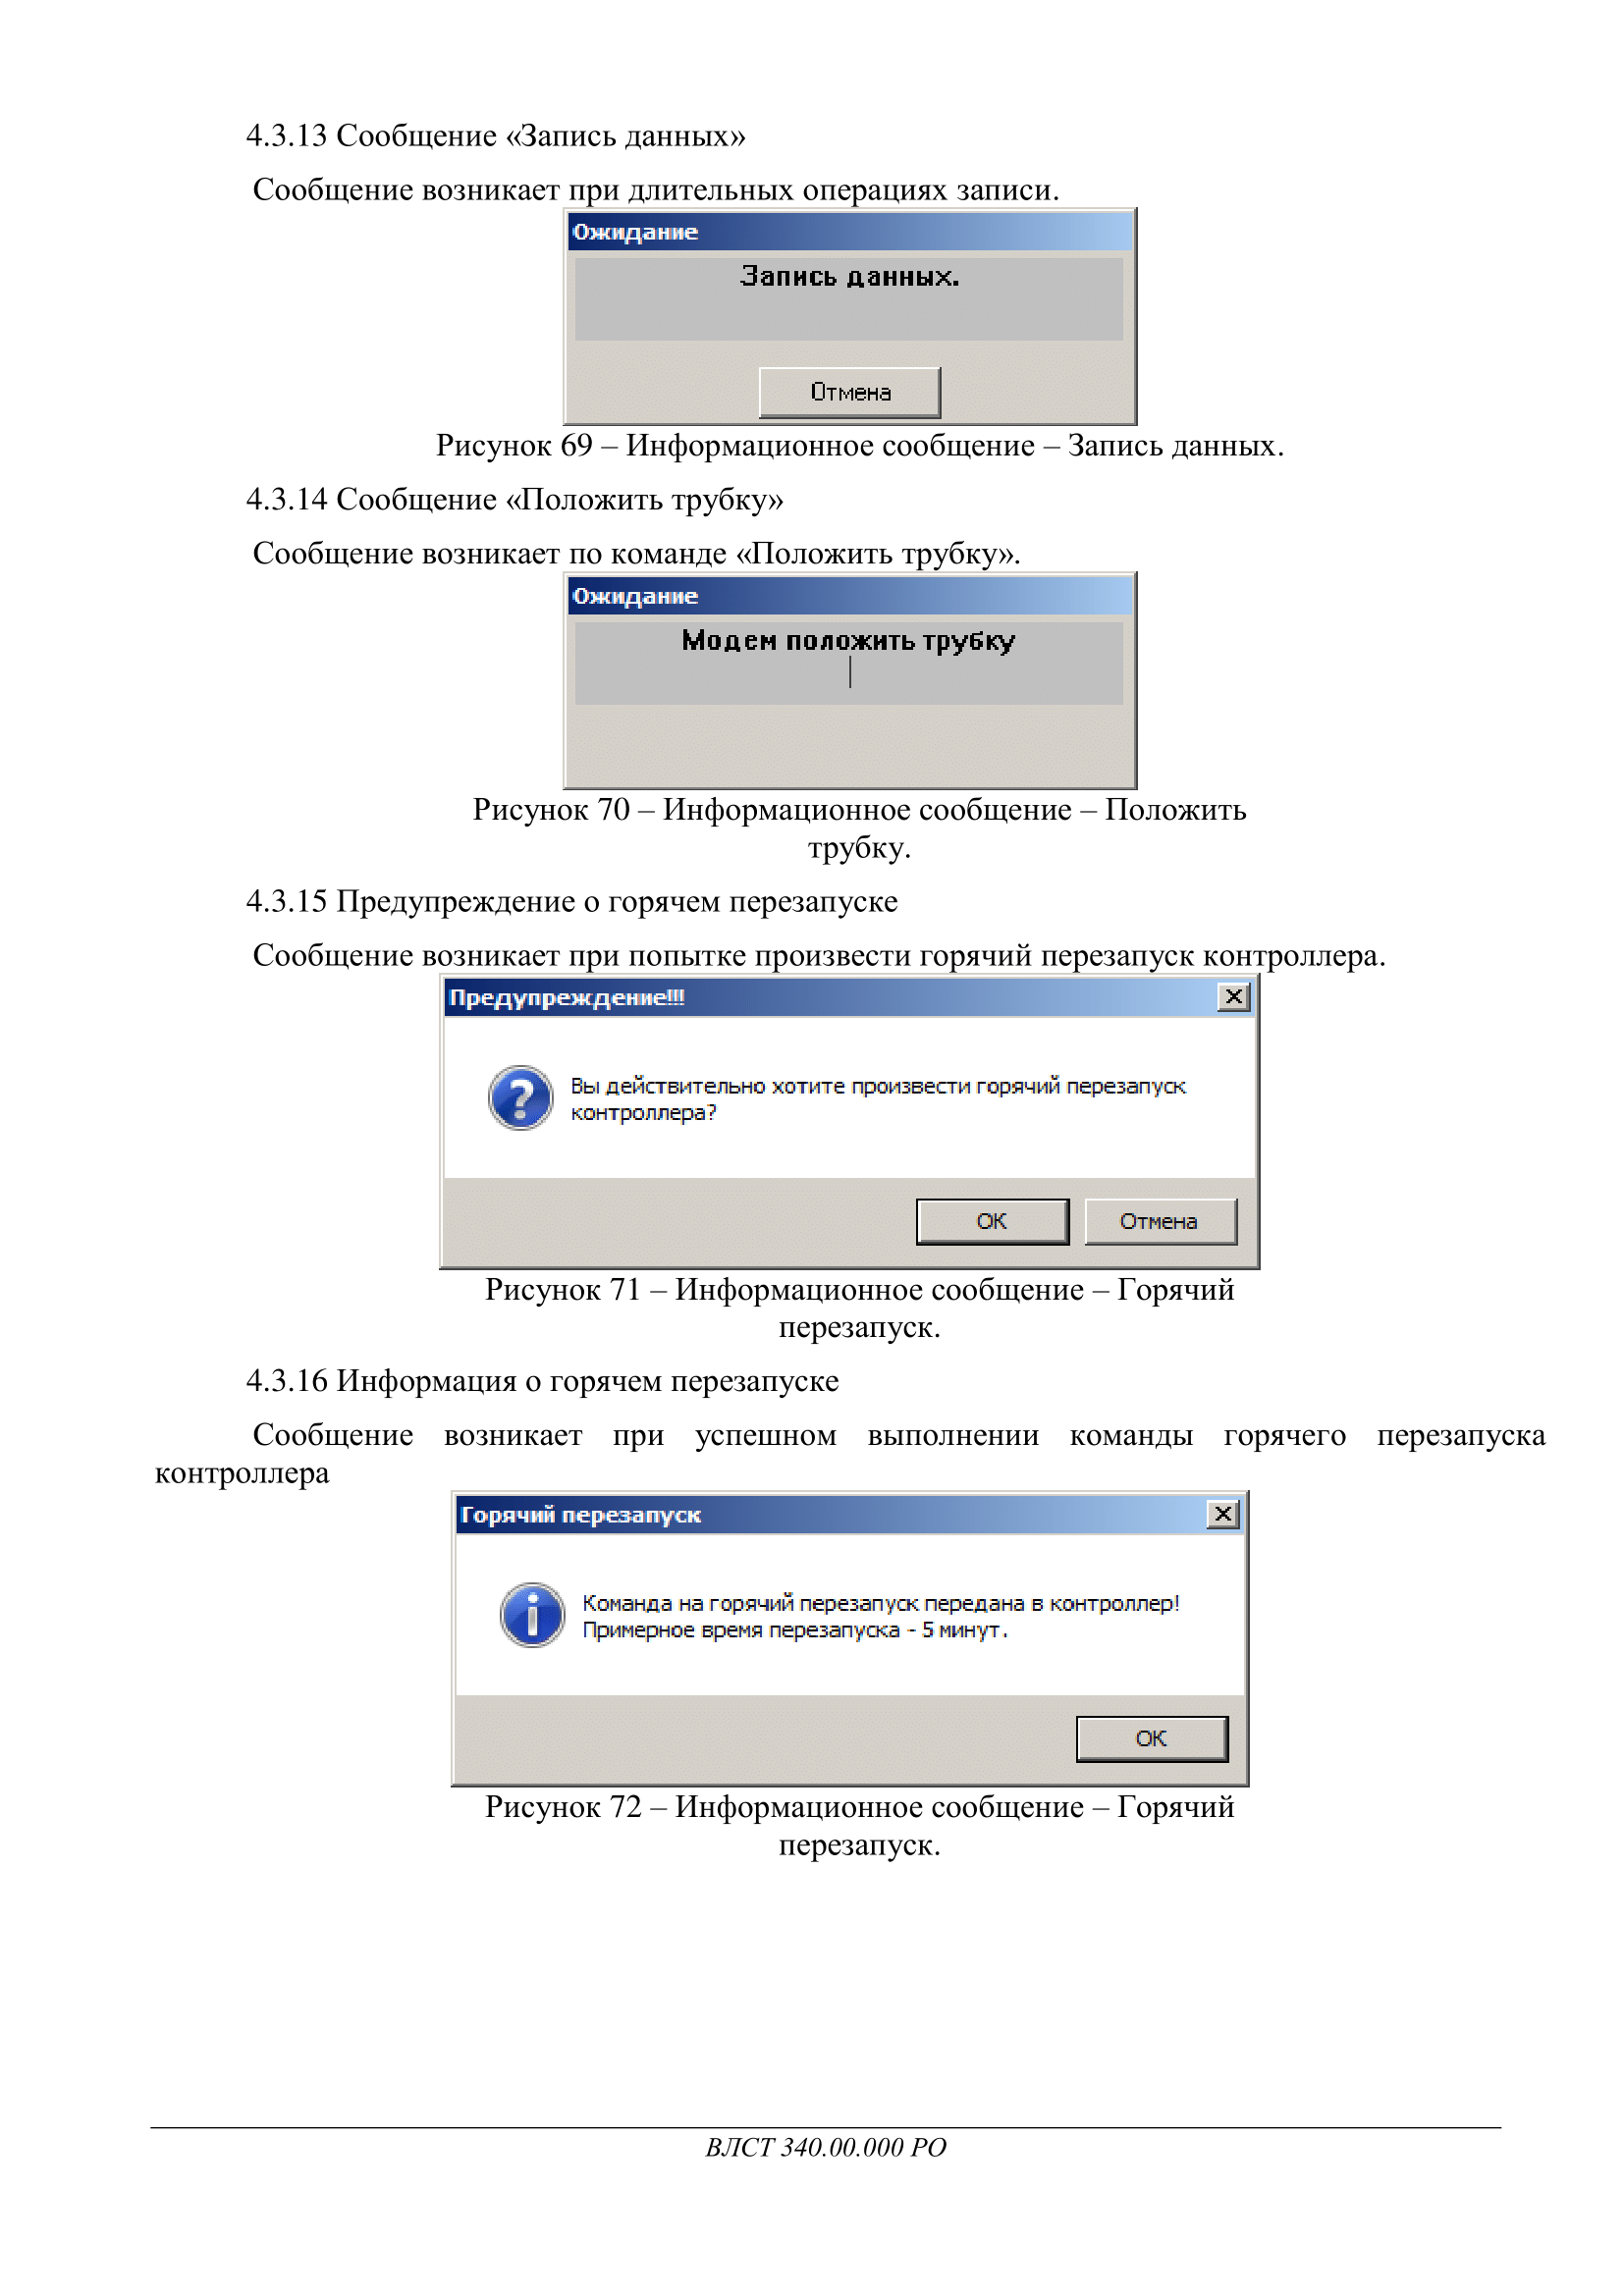 4.3.13 Сообщение «Запись данных»
Сообщение возникает при длительных операциях записи.
Ожидание
Запись данных.
Отмена
Рисунок 69 – Информационное сообщение – Запись данных.
4.3.14 Сообщение «Положить трубку»
Сообщение возникает по команде «Положить трубку».
Ожидание
Модем положить трубку
|
Рисунок 70 – Информационное сообщение – Положить
трубку.
4.3.15 Предупреждение о горячем перезапуске
Сообщение возникает при попытке произвести горячий перезапуск контроллера.
Предупреждение!!!
Вы действительно хотите произвести горячий перезапуск
контроллера?
ОК Отмена
Рисунок 71 – Информационное сообщение – Горячий
перезапуск.
4.3.16 Информация о горячем перезапуске
Сообщение возникает при успешном выполнении команды горячего перезапуска
контроллера
Горячий перезапуск
Команда на горячий перезапуск передана в контроллер!
Примерное время перезапуска - 5 минут.
ОК
Рисунок 72 – Информационное сообщение – Горячий
перезапуск.
ВЛСТ 340.00.000 РО